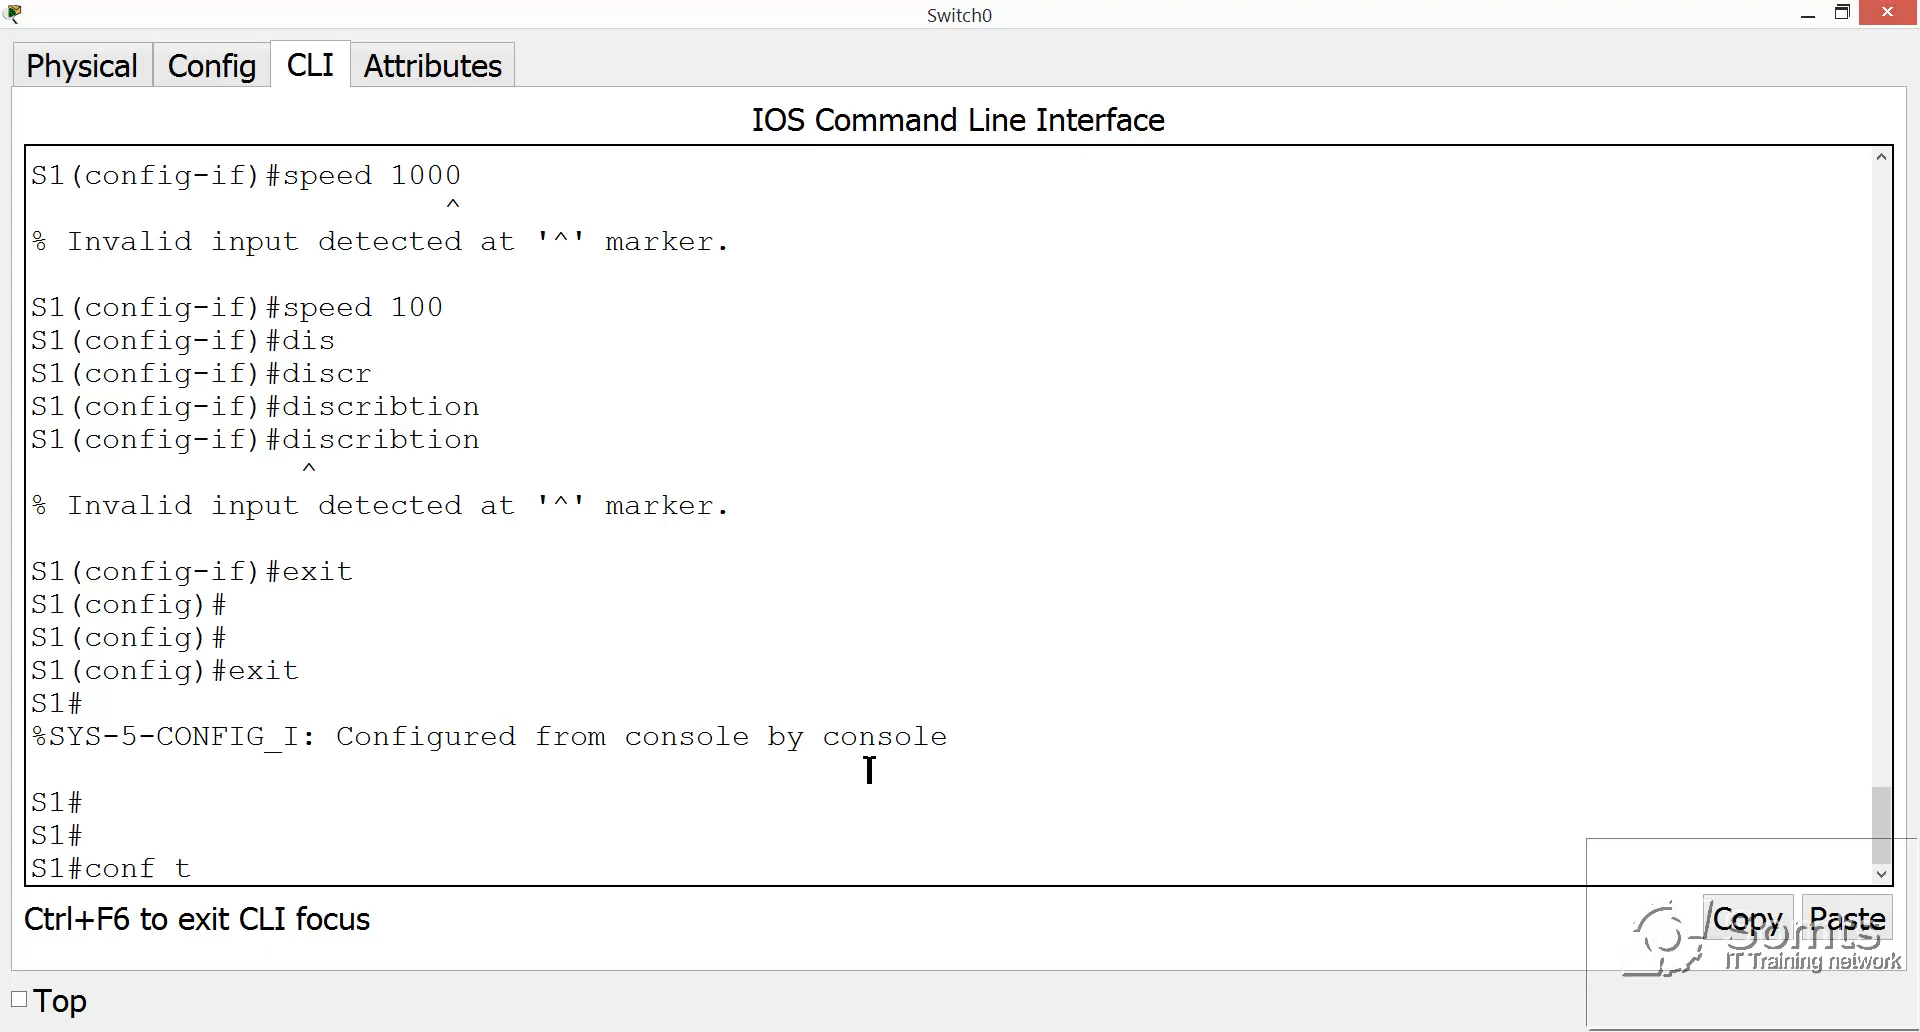 Switch0
Physical Config CLI Attributes
IOS Command Line Interface
S1(config-if)#speed 1000
^
% Invalid input detected at '^' marker.
S1(config-if)#speed 100
S1(config-if)#dis
S1(config-if)#discr
S1(config-if)#discribtion
S1(config-if)#discribtion
^
% Invalid input detected at '^' marker.
S1(config-if)#exit
S1(config)#
S1(config)#
S1(config)#exit
S1#
%SYS-5-CONFIG_I: Configured from console by console
S1#
S1#
S1#conf t
Ctrl+F6 to exit CLI focus
Copy Paste
Somts
IT Training network
Top